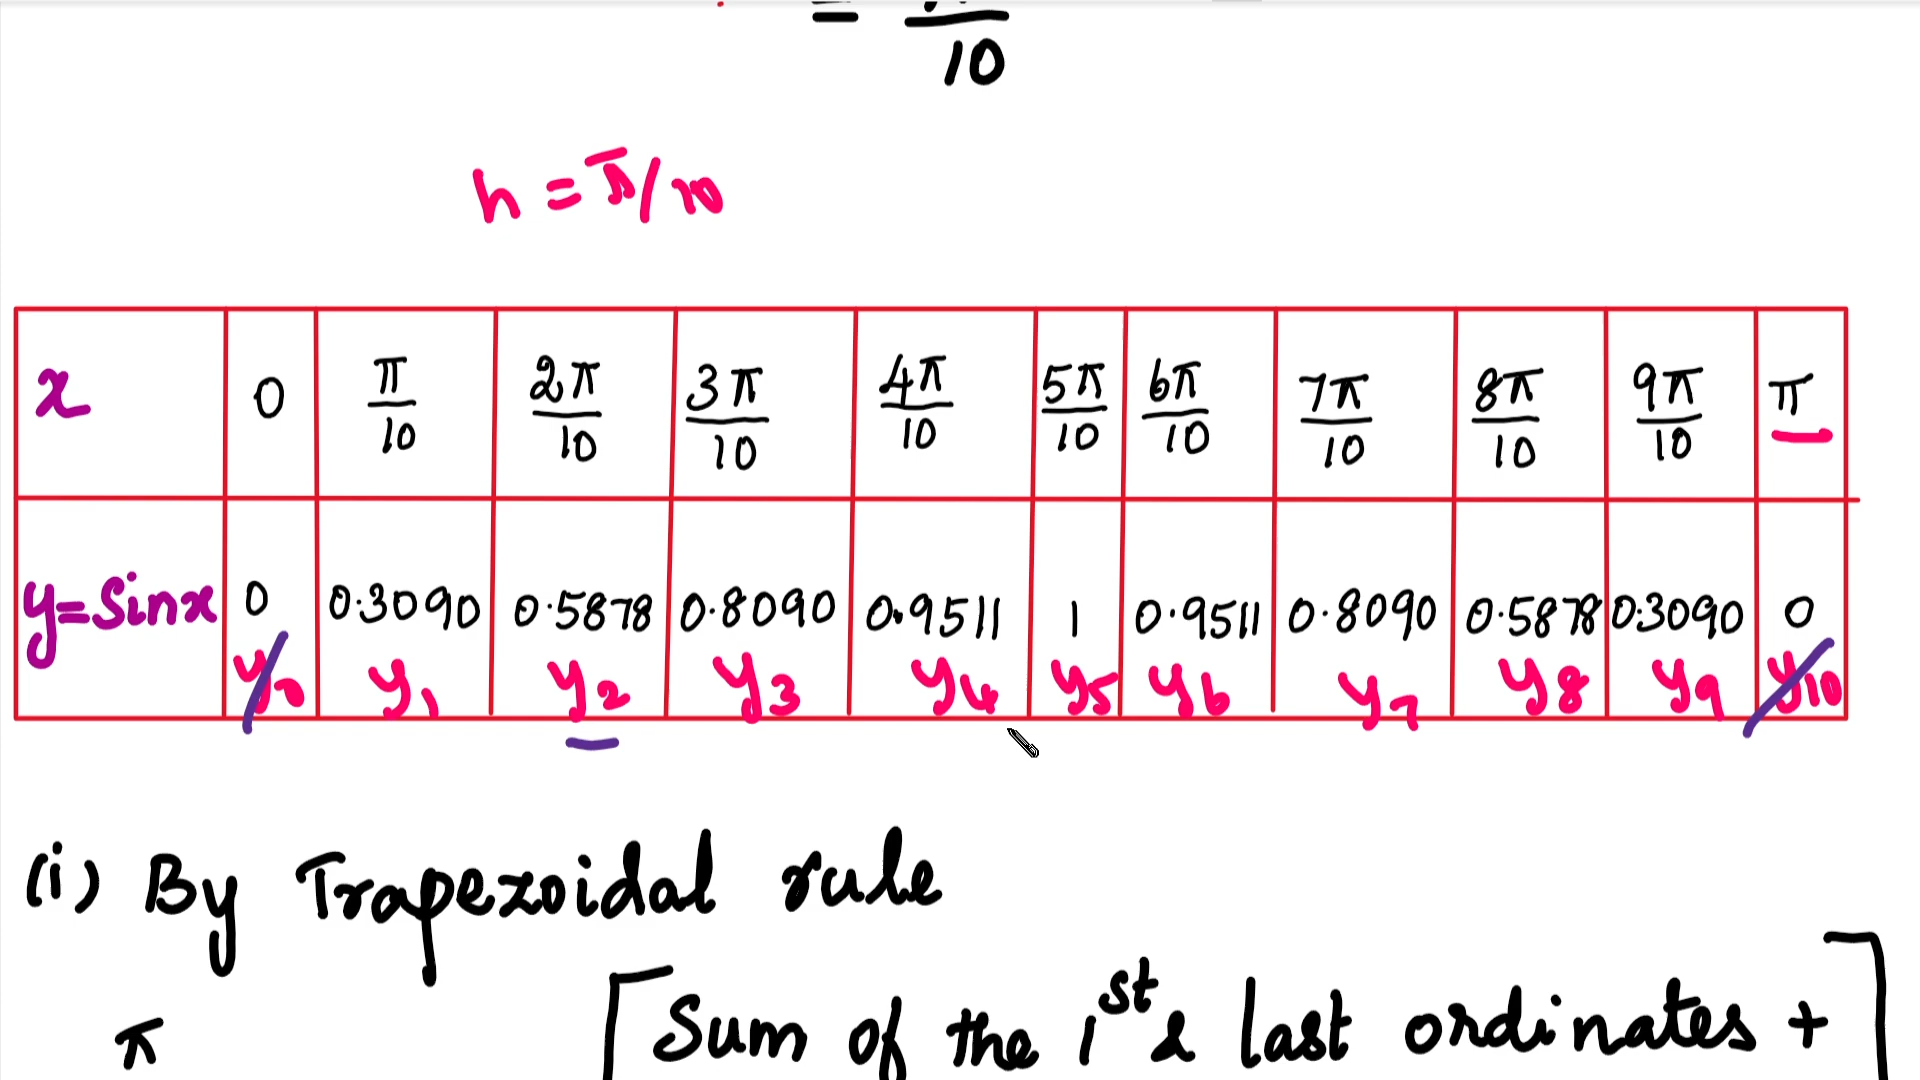 =
10
h = π/10
x 0 π/10 2π/10 3π/10 4π/10 5π/10 6π/10 7π/10 8π/10 9π/10 π
y=Sinx 0 0.3090 0.5878 0.8090 0.9511 1 0.9511 0.8090 0.5878 0.3090 0
y0 y1 y2 y3 y4 y5 y6 y7 y8 y9 y10
(i) By Trapezoidal rule
π [Sum of the 1st & last ordinates + ]